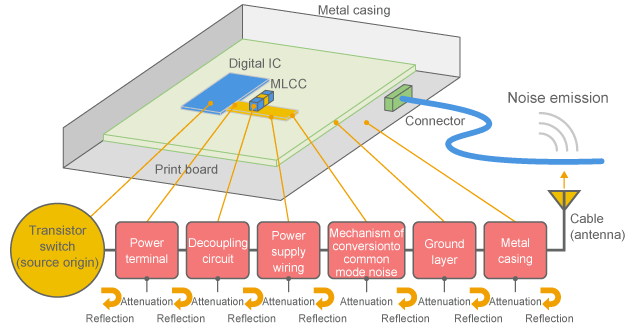 Metal casing
Digital IC
MLCC
Noise emission
Connector
Print board
Transistor
switch
(source origin)
Power
terminal
Decoupling
circuit
Power
supply
wiring
Mechanism of
conversionto
common
mode noise
Ground
layer
Metal
casing
Cable
(antenna)
Attenuation
Attenuation
Attenuation
Attenuation
Attenuation
Attenuation
Reflection
Reflection
Reflection
Reflection
Reflection
Reflection
Reflection